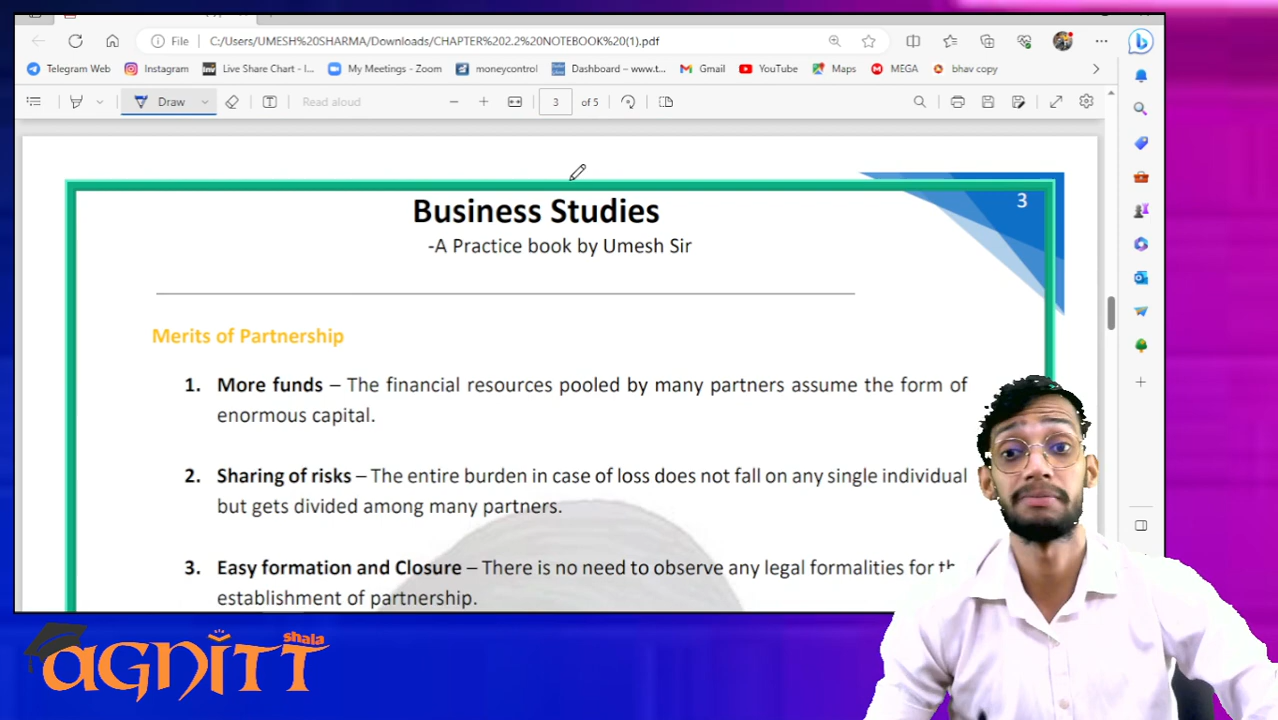 File C:/Users/UMESH%20SHARMA/Downloads/CHAPTER%202.2%20NOTEBOOK%20(1).pdf
Telegram Web Instagram Live Share Chart - I... My Meetings - Zoom moneycontrol Dashboard – www.t... Gmail YouTube Maps MEGA bhav copy
Draw Read aloud 3 of 5
3
Business Studies
-A Practice book by Umesh Sir
Merits of Partnership
1. More funds – The financial resources pooled by many partners assume the form of
enormous capital.
2. Sharing of risks – The entire burden in case of loss does not fall on any single individual
but gets divided among many partners.
3. Easy formation and Closure – There is no need to observe any legal formalities for
establishment of partnership.
shala
agnitt